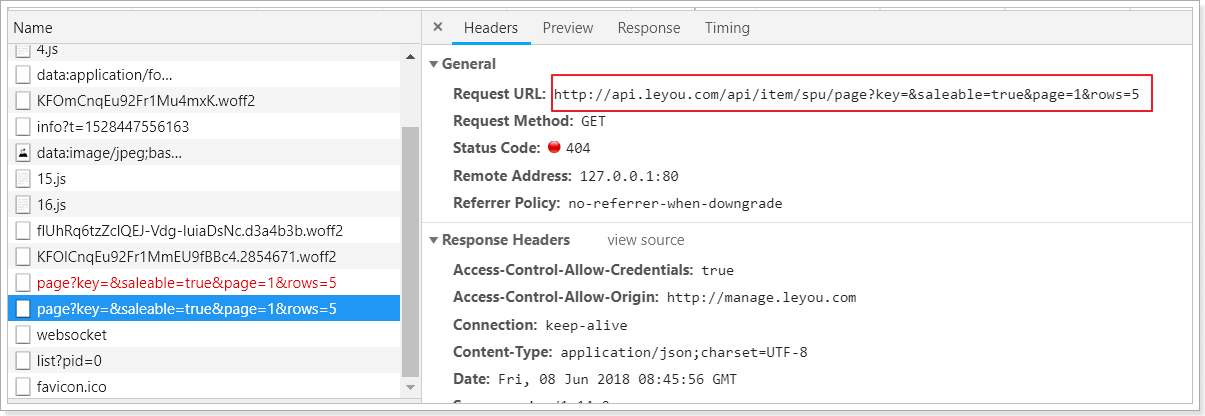 Name
4.js
data:application/fo...
KFOmCnqEu92Fr1Mu4mxK.woff2
info?t=1528447556163
data:image/jpeg;bas...
15.js
16.js
flUhRq6tzZclQEJ-Vdg-IuiaDsNc.d3a4b3b.woff2
KFOlCnqEu92Fr1MmEU9fBBc4.2854671.woff2
page?key=&saleable=true&page=1&rows=5
page?key=&saleable=true&page=1&rows=5
websocket
list?pid=0
favicon.ico
× Headers Preview Response Timing
General
Request URL: http://api.leyou.com/api/item/spu/page?key=&saleable=true&page=1&rows=5
Request Method: GET
Status Code: 404
Remote Address: 127.0.0.1:80
Referrer Policy: no-referrer-when-downgrade
Response Headers view source
Access-Control-Allow-Credentials: true
Access-Control-Allow-Origin: http://manage.leyou.com
Connection: keep-alive
Content-Type: application/json;charset=UTF-8
Date: Fri, 08 Jun 2018 08:45:56 GMT